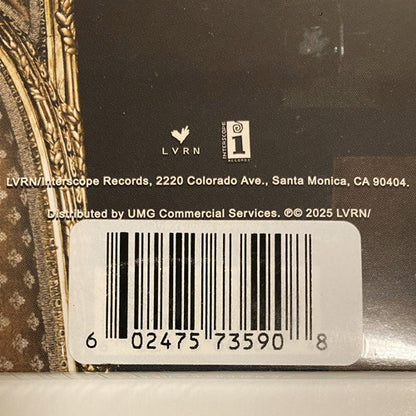 LVRN
i
INTERSCOPE
RECORDS
LVRN/Interscope Records, 2220 Colorado Ave., Santa Monica, CA 90404.
Distributed by UMG Commercial Services. ℗© 2025 LVRN/
6 02475 73590 8